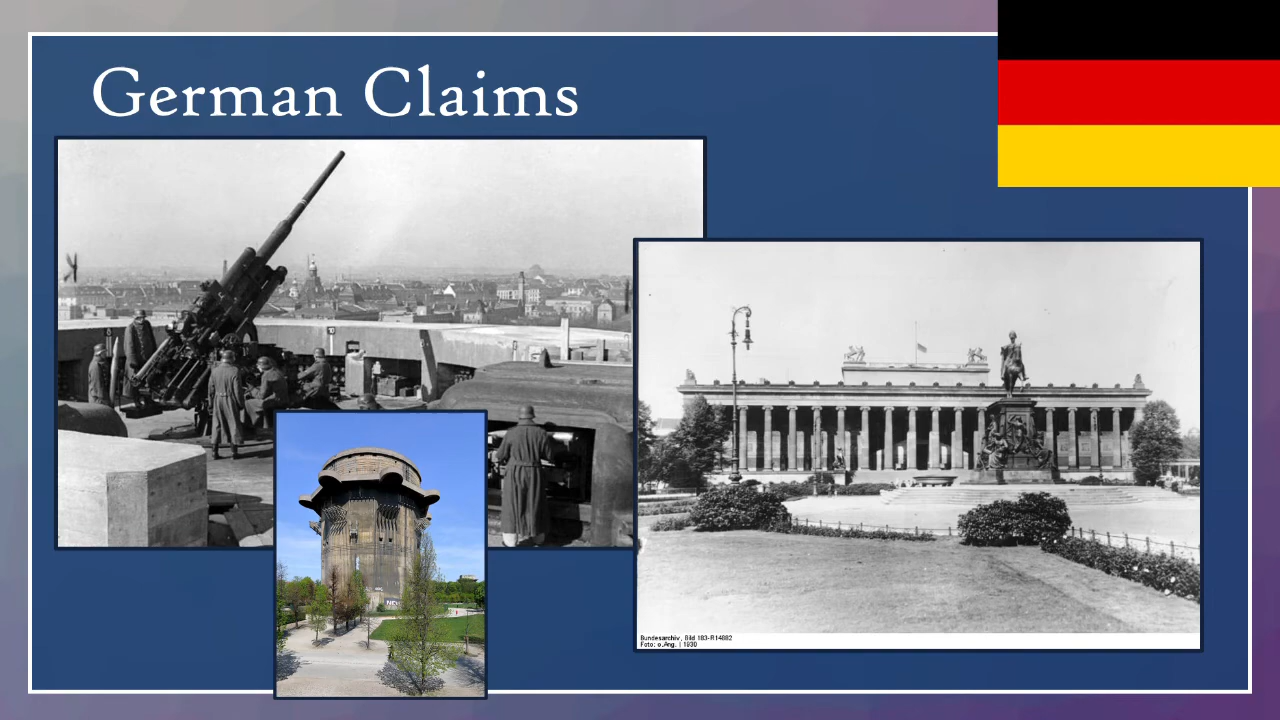 German Claims
Bundesarchiv, Bild 183-R14882
Foto: o.Ang. | 1930